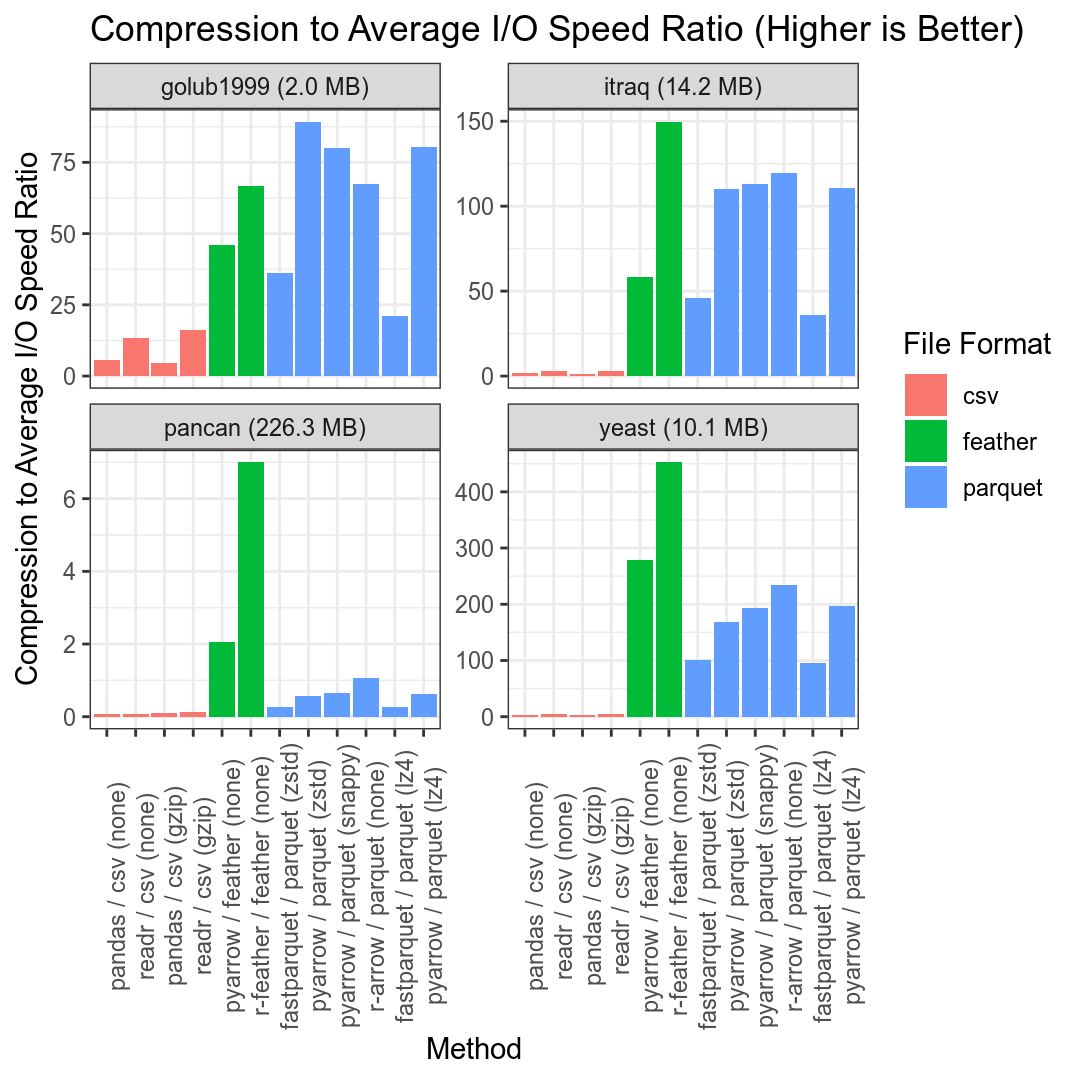 Compression to Average I/O Speed Ratio (Higher is Better)
Compression to Average I/O Speed Ratio
golub1999 (2.0 MB)
75
50
25
0
itraq (14.2 MB)
150
100
50
0
pancan (226.3 MB)
6
4
2
0
yeast (10.1 MB)
400
300
200
100
0
pandas / csv (none)
readr / csv (none)
pandas / csv (gzip)
readr / csv (gzip)
pyarrow / feather (none)
r-feather / feather (none)
fastparquet / parquet (zstd)
pyarrow / parquet (zstd)
pyarrow / parquet (snappy)
r-arrow / parquet (none)
fastparquet / parquet (lz4)
pyarrow / parquet (lz4)
pandas / csv (none)
readr / csv (none)
pandas / csv (gzip)
readr / csv (gzip)
pyarrow / feather (none)
r-feather / feather (none)
fastparquet / parquet (zstd)
pyarrow / parquet (zstd)
pyarrow / parquet (snappy)
r-arrow / parquet (none)
fastparquet / parquet (lz4)
pyarrow / parquet (lz4)
Method
File Format
csv
feather
parquet